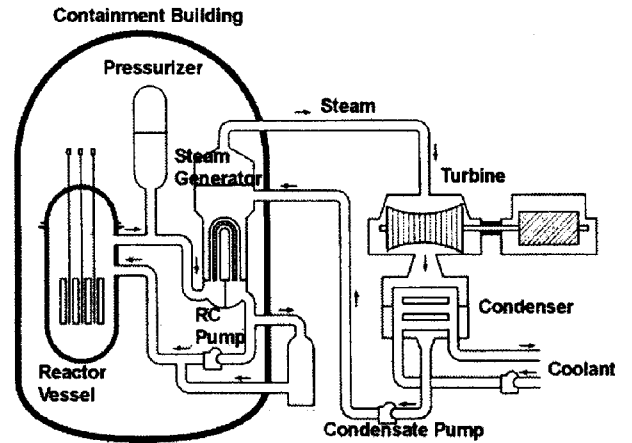 Containment Building
Pressurizer
Steam
Steam
Generator
Turbine
Condenser
RC
Pump
Reactor
Vessel
Coolant
Condensate Pump